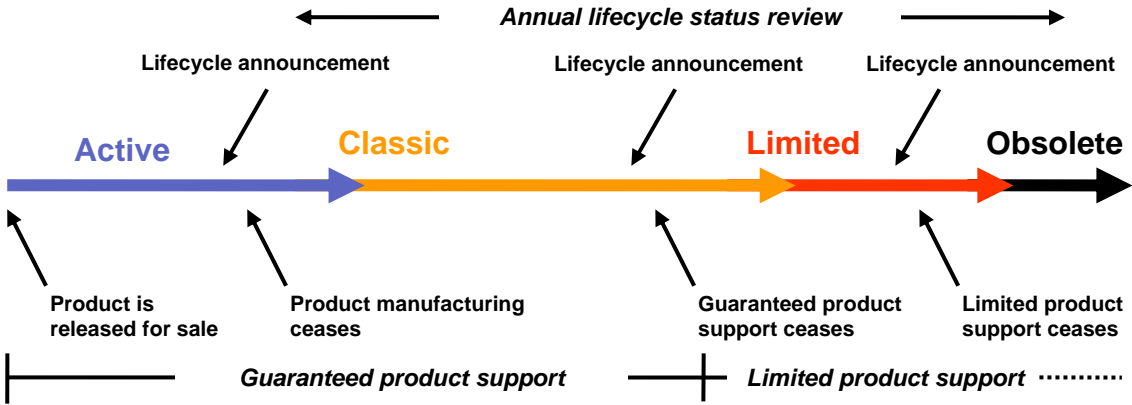 Annual lifecycle status review
Lifecycle announcement
Lifecycle announcement
Lifecycle announcement
Active
Classic
Limited
Obsolete
Product is
released for sale
Product manufacturing
ceases
Guaranteed product
support ceases
Limited product
support ceases
Guaranteed product support
Limited product support